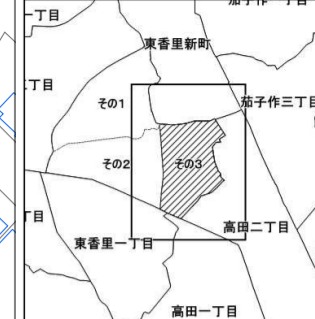 一丁目
東香里新町
丁目
その1
茄子作三丁目
その2
その3
丁目
高田二丁目
東香里一丁目
高田一丁目